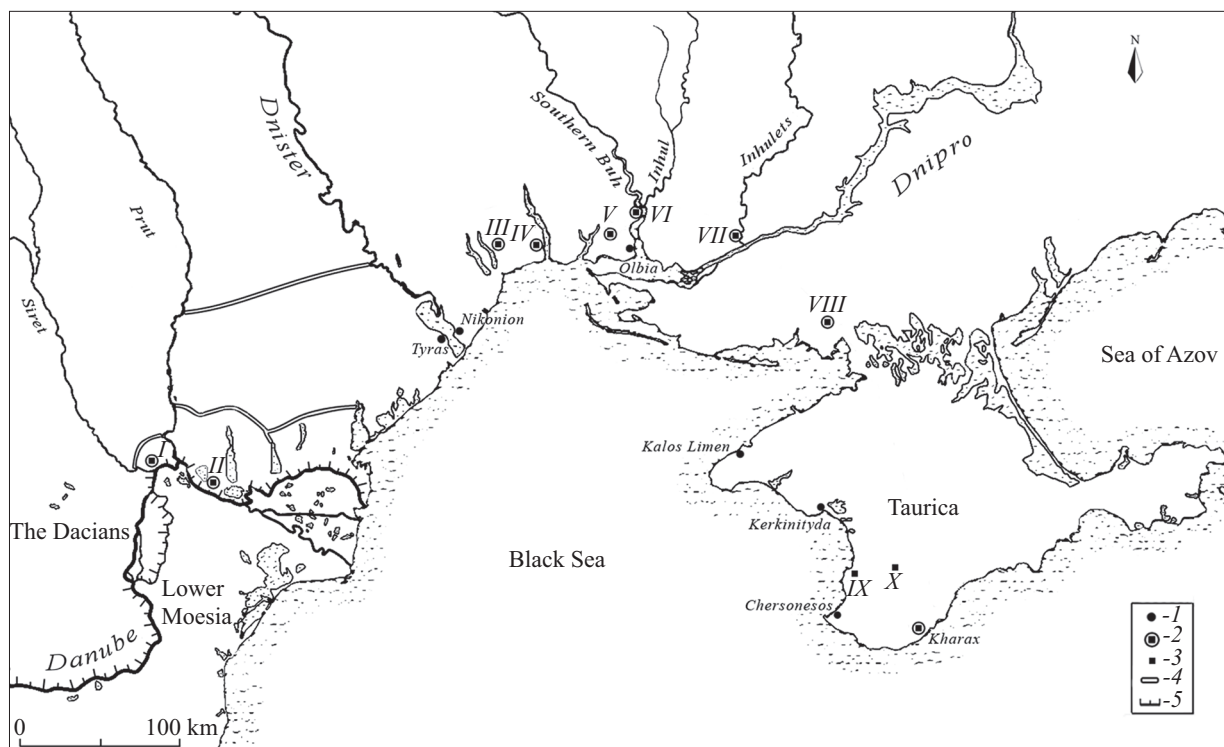 N
Dnister
Southern Buh
Inhul
Inhulets
Dnipro
Prut
Siret
III
IV
V
VI
VII
Olbia
VIII
Nikonion
Tyras
Sea of Azov
Kalos Limen
I
II
Kerkinityda
Taurica
The Dacians
Black Sea
Lower
Moesia
IX
X
Chersonesos
Kharax
Danube
-1
-2
-3
-4
-5
0 100 km